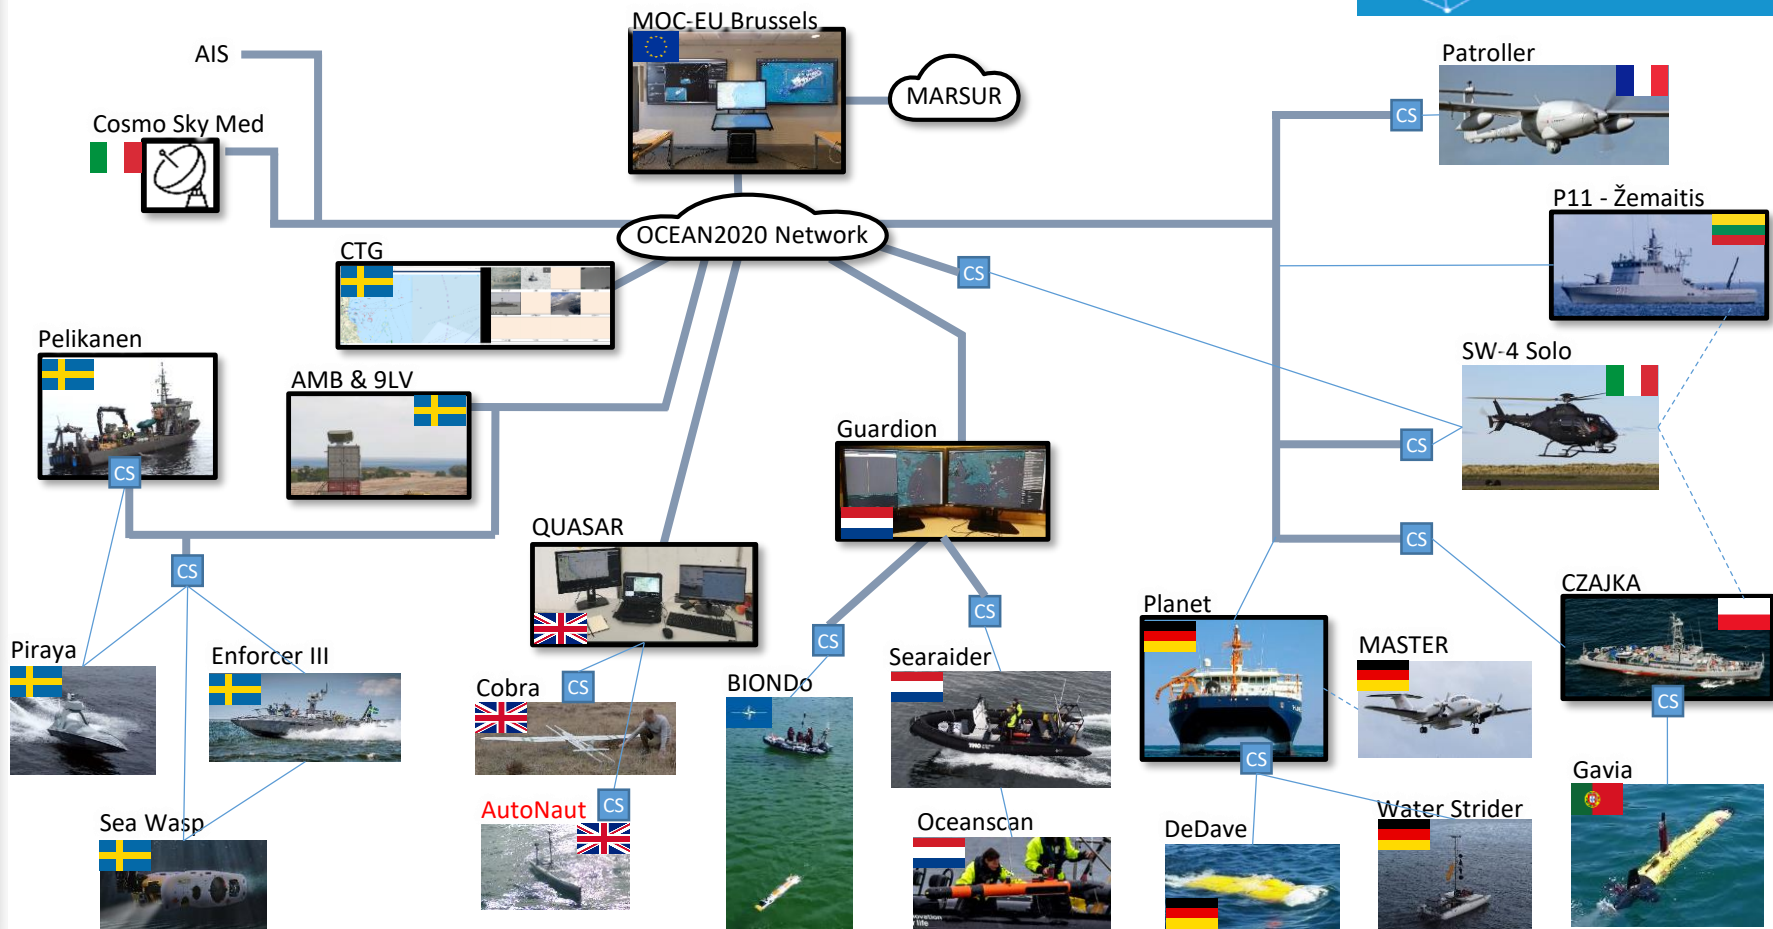 MOC-EU Brussels
AIS
Patroller
MARSUR
CS
Cosmo Sky Med
P11 - Žemaitis
OCEAN2020 Network
CTG
CS
Pelikanen
SW-4 Solo
AMB & 9LV
Guardion
CS
CS
QUASAR
CS
CS
CZAJKA
Planet
CS
CS
Piraya
Enforcer III
Searaider
MASTER
Cobra
CS
BIONDo
CS
CS
Gavia
AutoNaut
CS
Sea Wasp
Oceanscan
DeDave
Water Strider